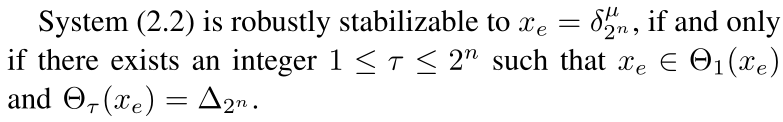 System (2.2) is robustly stabilizable to $x_e = \delta_{2^n}^{\mu}$, if and only
if there exists an integer $1 \leq \tau \leq 2^n$ such that $x_e \in \Theta_1(x_e)$
and $\Theta_\tau(x_e) = \Delta_{2^n}$.